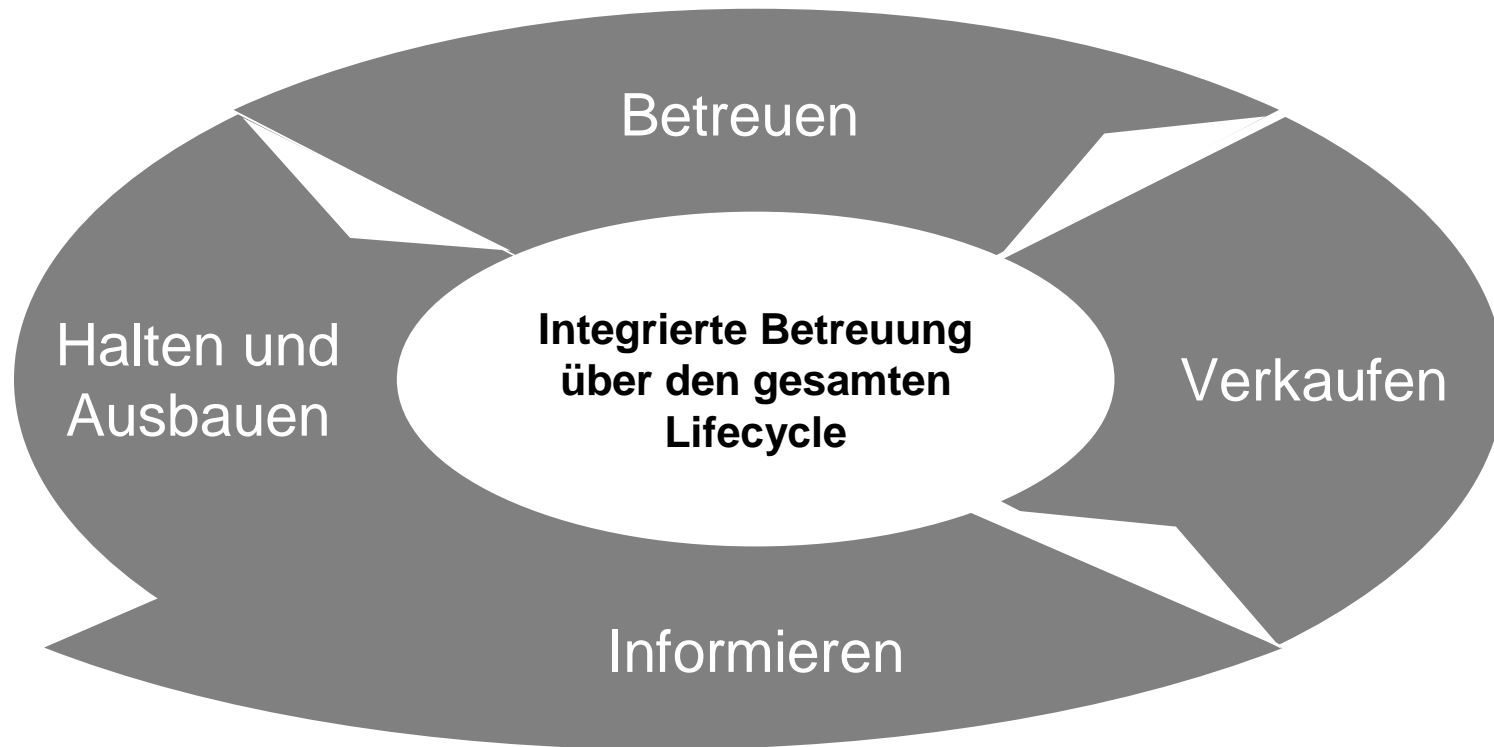 Betreuen
Halten und
Ausbauen
Integrierte Betreuung
über den gesamten
Lifecycle
Verkaufen
Informieren